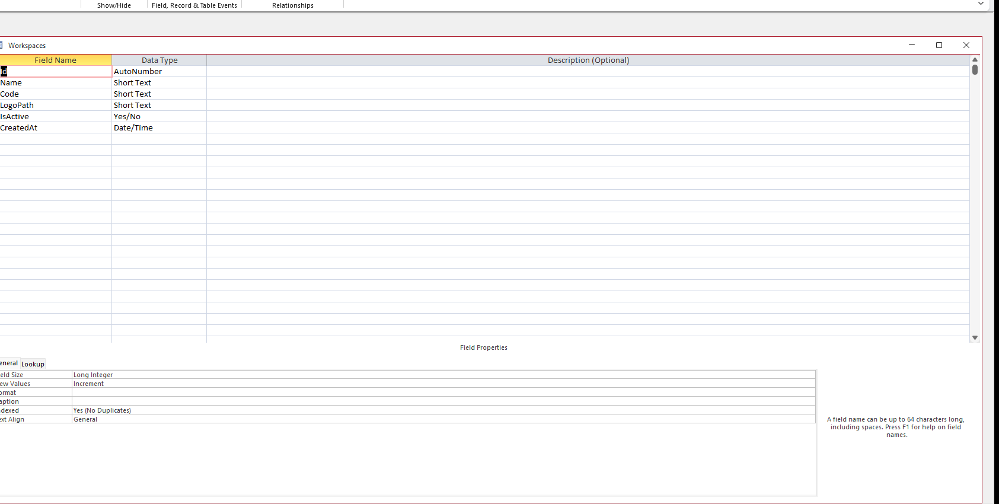 Show/Hide Field, Record & Table Events Relationships
Workspaces
Field Name Data Type Description (Optional)
Id AutoNumber
Name Short Text
Code Short Text
LogoPath Short Text
IsActive Yes/No
CreatedAt Date/Time
Field Properties
eneral Lookup
eld Size Long Integer
ew Values Increment
ormat
aption
dexed Yes (No Duplicates)
ext Align General
A field name can be up to 64 characters long,
including spaces. Press F1 for help on field
names.